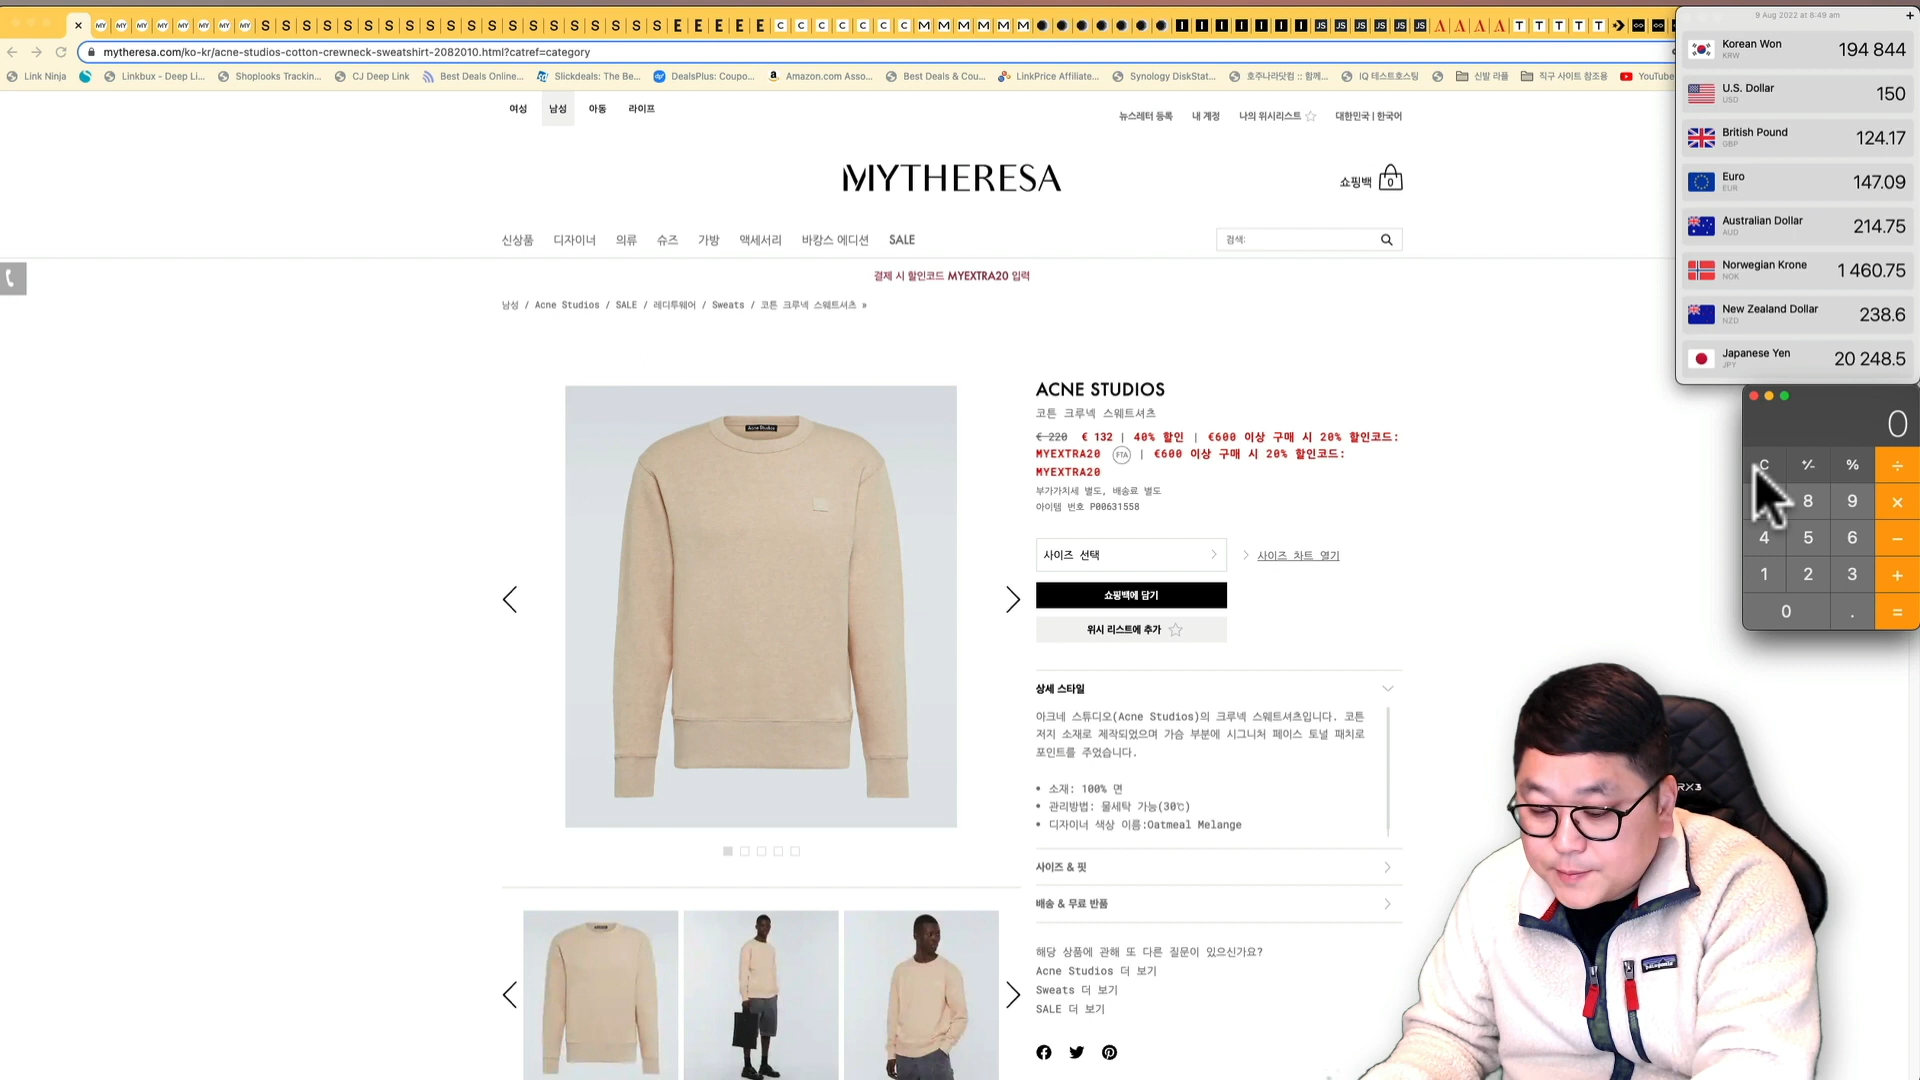 MY MY MY MY MY MY MY MY S S S S S S S S S S S S S S S S S S S S E E E E E C C C C C C C M M M M M M I I I I I I I JS JS JS JS JS JS A A A A T T T T T
mytheresa.com/ko-kr/acne-studios-cotton-crewneck-sweatshirt-2082010.html?catref=category
Link Ninja
Linkbux - Deep Li...
Shoplooks Trackin...
CJ Deep Link
Best Deals Online...
Slickdeals: The Be...
DealsPlus: Coupo...
Amazon.com Asso...
Best Deals & Cou...
LinkPrice Affiliate...
Synology DiskStat...
호주나라닷컴 :: 함께...
IQ 테스트호스팅
신발 라플
직구 사이트 참조용
YouTube
여성 남성 아동 라이프
뉴스레터 등록 내 계정 나의 위시리스트 대한민국 | 한국어
MYTHERESA
쇼핑백 0
신상품 디자이너 의류 슈즈 가방 액세서리 바캉스 에디션 SALE
검색:
결제 시 할인코드 MYEXTRA20 입력
남성 / Acne Studios / SALE / 레디투웨어 / Sweats / 코튼 크루넥 스웨트셔츠 »
Acne Studios
ACNE STUDIOS
코튼 크루넥 스웨트셔츠
€ 220 € 132 | 40% 할인 | €600 이상 구매 시 20% 할인코드:
MYEXTRA20 FTA | €600 이상 구매 시 20% 할인코드:
MYEXTRA20
부가가치세 별도, 배송료 별도
아이템 번호 P00631558
사이즈 선택
사이즈 차트 열기
쇼핑백에 담기
위시 리스트에 추가
상세 스타일
아크네 스튜디오(Acne Studios)의 크루넥 스웨트셔츠입니다. 코튼
저지 소재로 제작되었으며 가슴 부분에 시그니처 페이스 토널 패치로
포인트를 주었습니다.
• 소재: 100% 면
• 관리방법: 물세탁 가능(30℃)
• 디자이너 색상 이름:Oatmeal Melange
사이즈 & 핏
배송 & 무료 반품
해당 상품에 관해 또 다른 질문이 있으신가요?
Acne Studios 더 보기
Sweats 더 보기
SALE 더 보기
9 Aug 2022 at 8:49 am
+
Korean Won
KRW
194 844
U.S. Dollar
USD
150
British Pound
GBP
124.17
Euro
EUR
147.09
Australian Dollar
AUD
214.75
Norwegian Krone
NOK
1 460.75
New Zealand Dollar
NZD
238.6
Japanese Yen
JPY
20 248.5
0
C +/- % ÷
8 9 ×
4 5 6 −
1 2 3 +
0 . =
RX3
patagonia